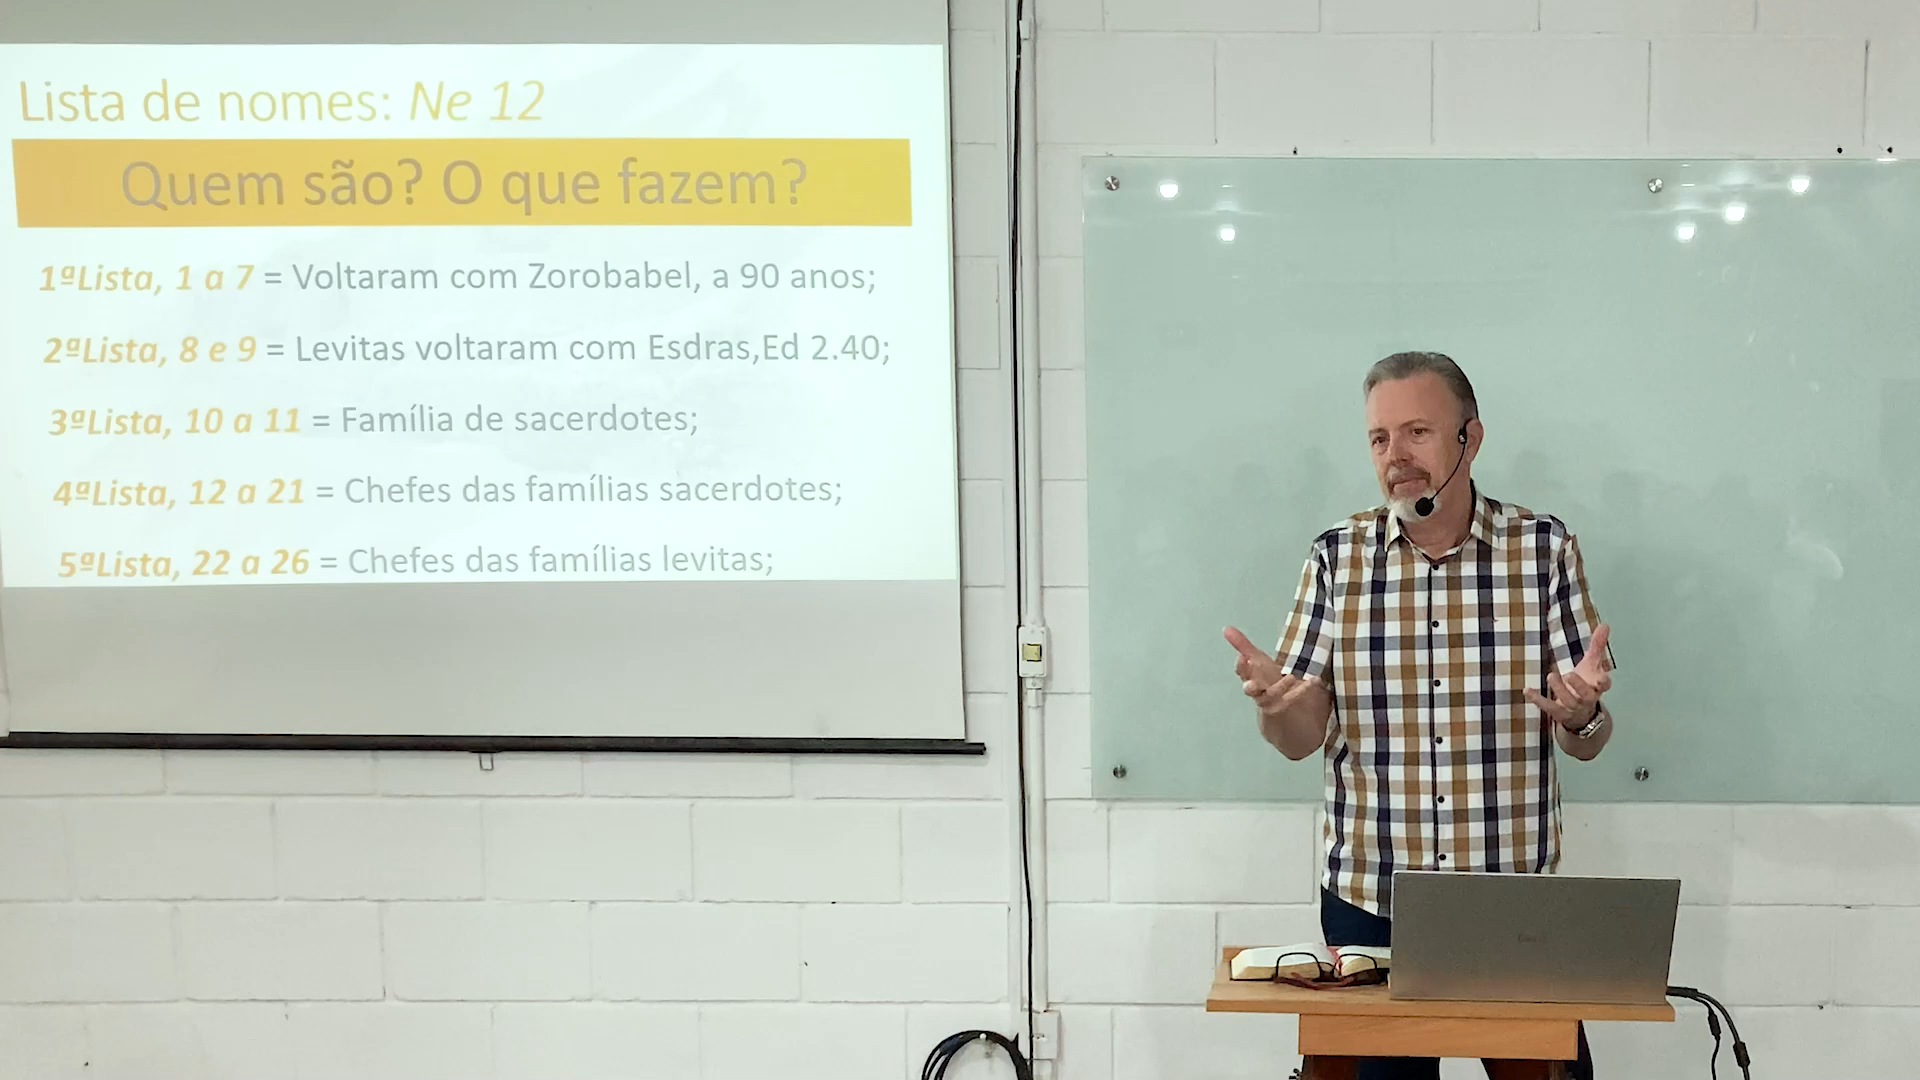 Lista de nomes: Ne 12
Quem são? O que fazem?
1ªLista, 1 a 7 = Voltaram com Zorobabel, a 90 anos;
2ªLista, 8 e 9 = Levitas voltaram com Esdras,Ed 2.40;
3ªLista, 10 a 11 = Família de sacerdotes;
4ªLista, 12 a 21 = Chefes das famílias sacerdotes;
5ªLista, 22 a 26 = Chefes das famílias levitas;